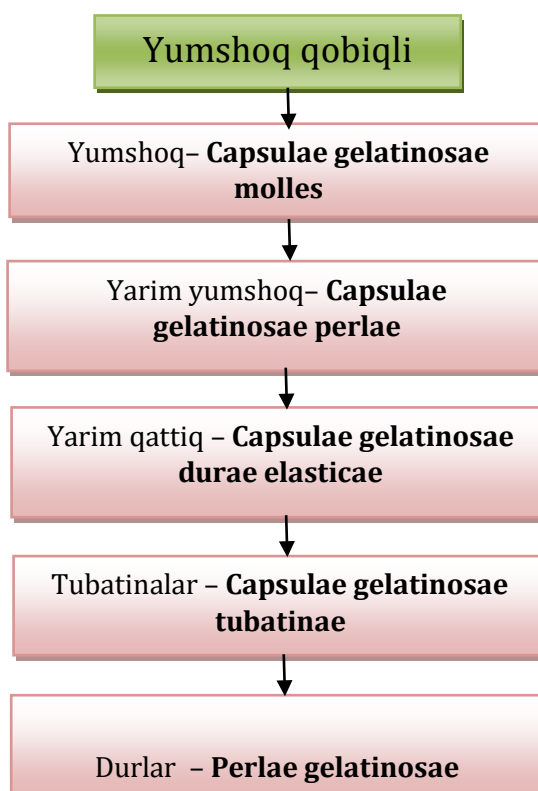 Yumshoq qobiqli
Yumshoq– Capsulae gelatinosae
molles
Yarim yumshoq– Capsulae
gelatinosae perlae
Yarim qattiq – Capsulae gelatinosae
durae elasticae
Tubatinalar – Capsulae gelatinosae
tubatinae
Durlar – Perlae gelatinosae